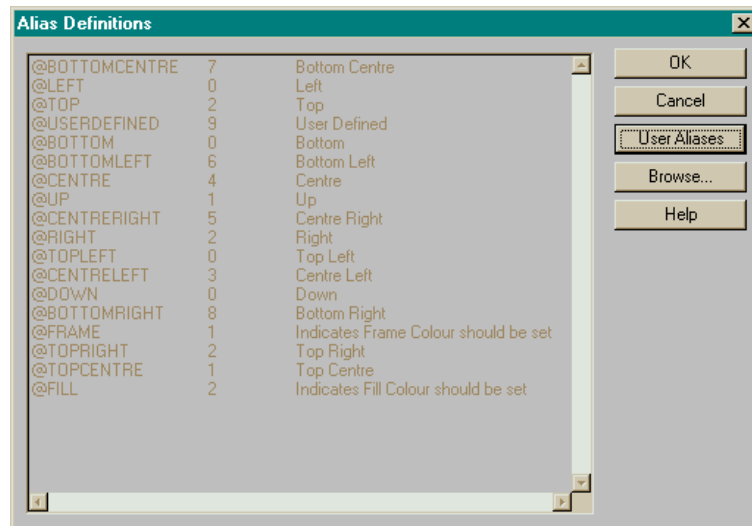 Alias Definitions
@BOTTOMCENTRE 7 Bottom Centre
@LEFT 0 Left
@TOP 2 Top
@USERDEFINED 9 User Defined
@BOTTOM 0 Bottom
@BOTTOMLEFT 6 Bottom Left
@CENTRE 4 Centre
@UP 1 Up
@CENTRERIGHT 5 Centre Right
@RIGHT 2 Right
@TOPLEFT 0 Top Left
@CENTRELEFT 3 Centre Left
@DOWN 0 Down
@BOTTOMRIGHT 8 Bottom Right
@FRAME 1 Indicates Frame Colour should be set
@TOPRIGHT 2 Top Right
@TOPCENTRE 1 Top Centre
@FILL 2 Indicates Fill Colour should be set
OK
Cancel
User Aliases
Browse...
Help